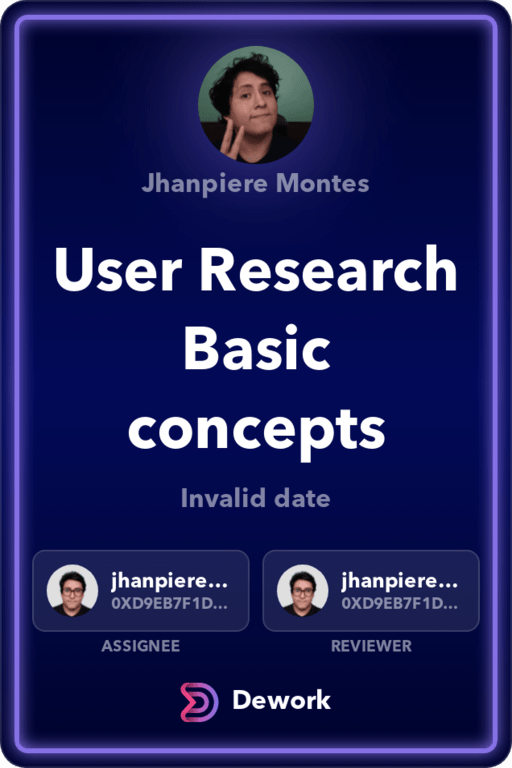 Jhanpiere Montes
User Research
Basic
concepts
Invalid date
jhanpiere... jhanpiere...
0XD9EB7F1D... 0XD9EB7F1D...
ASSIGNEE REVIEWER
Dework